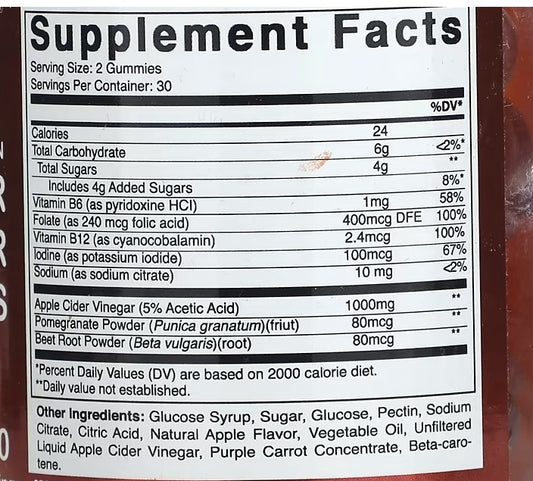 Supplement Facts
Serving Size: 2 Gummies
Servings Per Container: 30
%DV*
Calories 24
Total Carbohydrate 6g <2%*
Total Sugars 4g **
Includes 4g Added Sugars 8%*
Vitamin B6 (as pyridoxine HCl) 1mg 58%
Folate (as 240 mcg folic acid) 400mcg DFE 100%
Vitamin B12 (as cyanocobalamin) 2.4mcg 100%
Iodine (as potassium iodide) 100mcg 67%
Sodium (as sodium citrate) 10 mg <2%
Apple Cider Vinegar (5% Acetic Acid) 1000mg **
Pomegranate Powder (Punica granatum)(friut) 80mcg **
Beet Root Powder (Beta vulgaris)(root) 80mcg **
*Percent Daily Values (DV) are based on 2000 calorie diet.
**Daily value not established.
Other Ingredients: Glucose Syrup, Sugar, Glucose, Pectin, Sodium
Citrate, Citric Acid, Natural Apple Flavor, Vegetable Oil, Unfiltered
Liquid Apple Cider Vinegar, Purple Carrot Concentrate, Beta-caro-
tene.